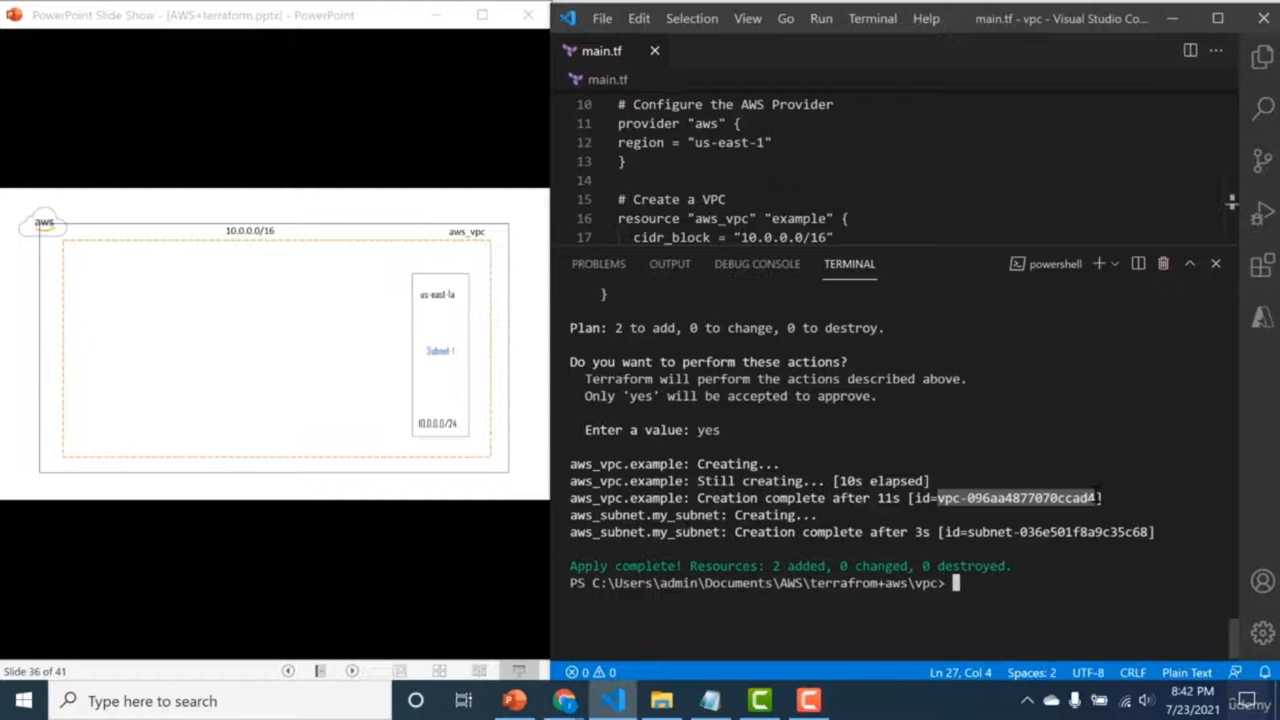 PowerPoint Slide Show - [AWS+terraform.pptx] - PowerPoint
aws
10.0.0.0/16
aws_vpc
us-east-1a
Subnet 1
10.0.0.0/24
Slide 36 of 41
File Edit Selection View Go Run Terminal Help
main.tf - vpc - Visual Studio Co...
main.tf
main.tf
10 # Configure the AWS Provider
11 provider "aws" {
12 region = "us-east-1"
13 }
14
15 # Create a VPC
16 resource "aws_vpc" "example" {
17 cidr_block = "10.0.0.0/16"
PROBLEMS OUTPUT DEBUG CONSOLE TERMINAL
powershell
}
Plan: 2 to add, 0 to change, 0 to destroy.
Do you want to perform these actions?
Terraform will perform the actions described above.
Only 'yes' will be accepted to approve.
Enter a value: yes
aws_vpc.example: Creating...
aws_vpc.example: Still creating... [10s elapsed]
aws_vpc.example: Creation complete after 11s [id=vpc-096aa4877070ccad4]
aws_subnet.my_subnet: Creating...
aws_subnet.my_subnet: Creation complete after 3s [id=subnet-036e501f8a9c35c68]
Apply complete! Resources: 2 added, 0 changed, 0 destroyed.
PS C:\Users\admin\Documents\AWS\terrafrom+aws\vpc>
0 0
Ln 27, Col 4 Spaces: 2 UTF-8 CRLF Plain Text
Type here to search
8:42 PM
7/23/2021
udemy